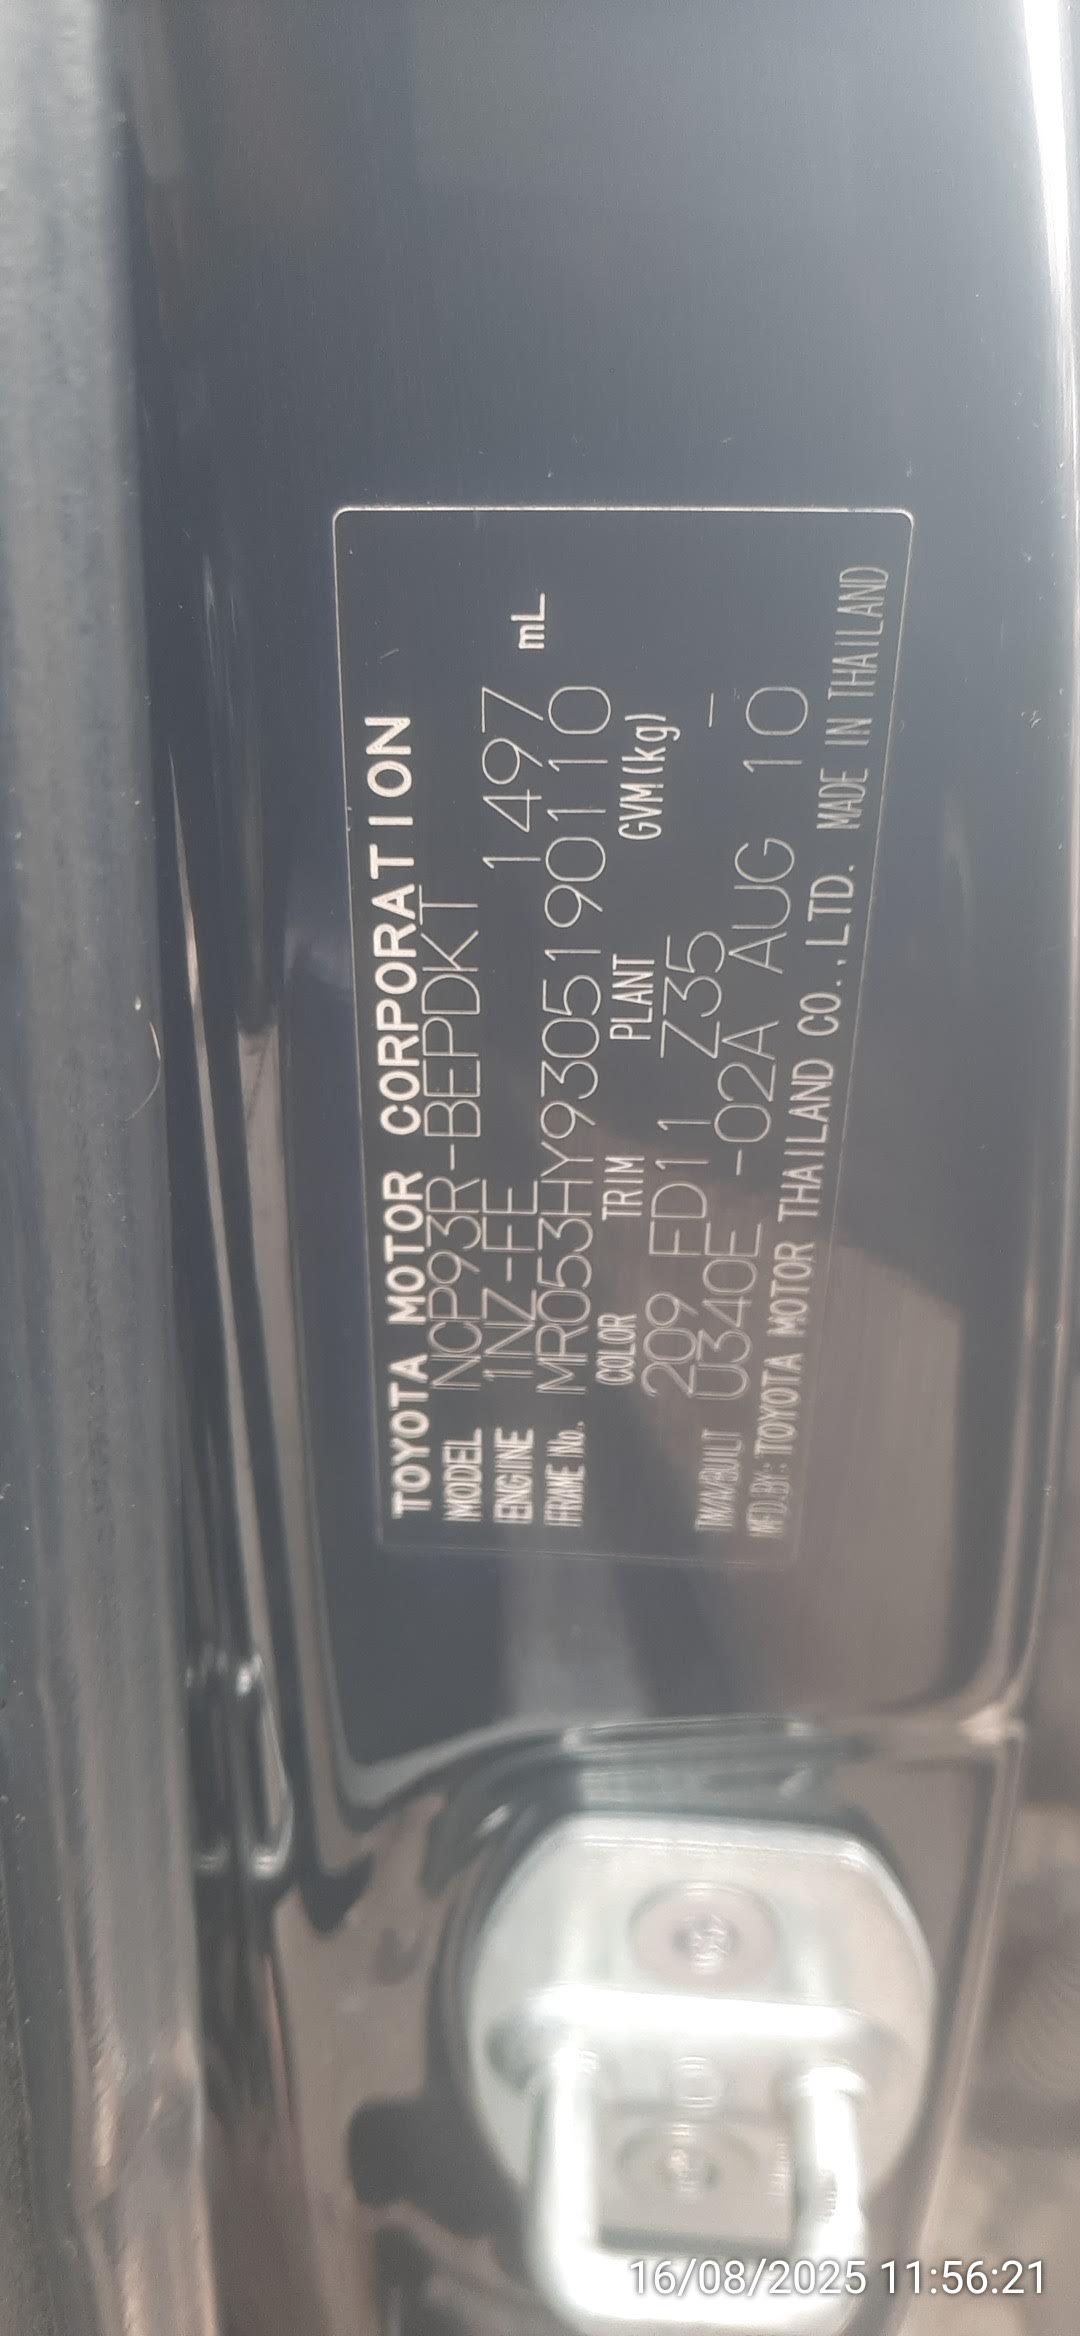 TOYOTA MOTOR CORPORATION
MODEL NCP93R-BEPDKT
ENGINE 1NZ-FE 1497 mL
FRAME No. MR053HY9305190110
COLOR TRIM PLANT GVM(kg)
209 FD11 Z35 -
TM/A/BUILT U340E -02A AUG 10
MFD.BY: TOYOTA MOTOR THAILAND CO.,LTD. MADE IN THAILAND
16/08/2025 11:56:21